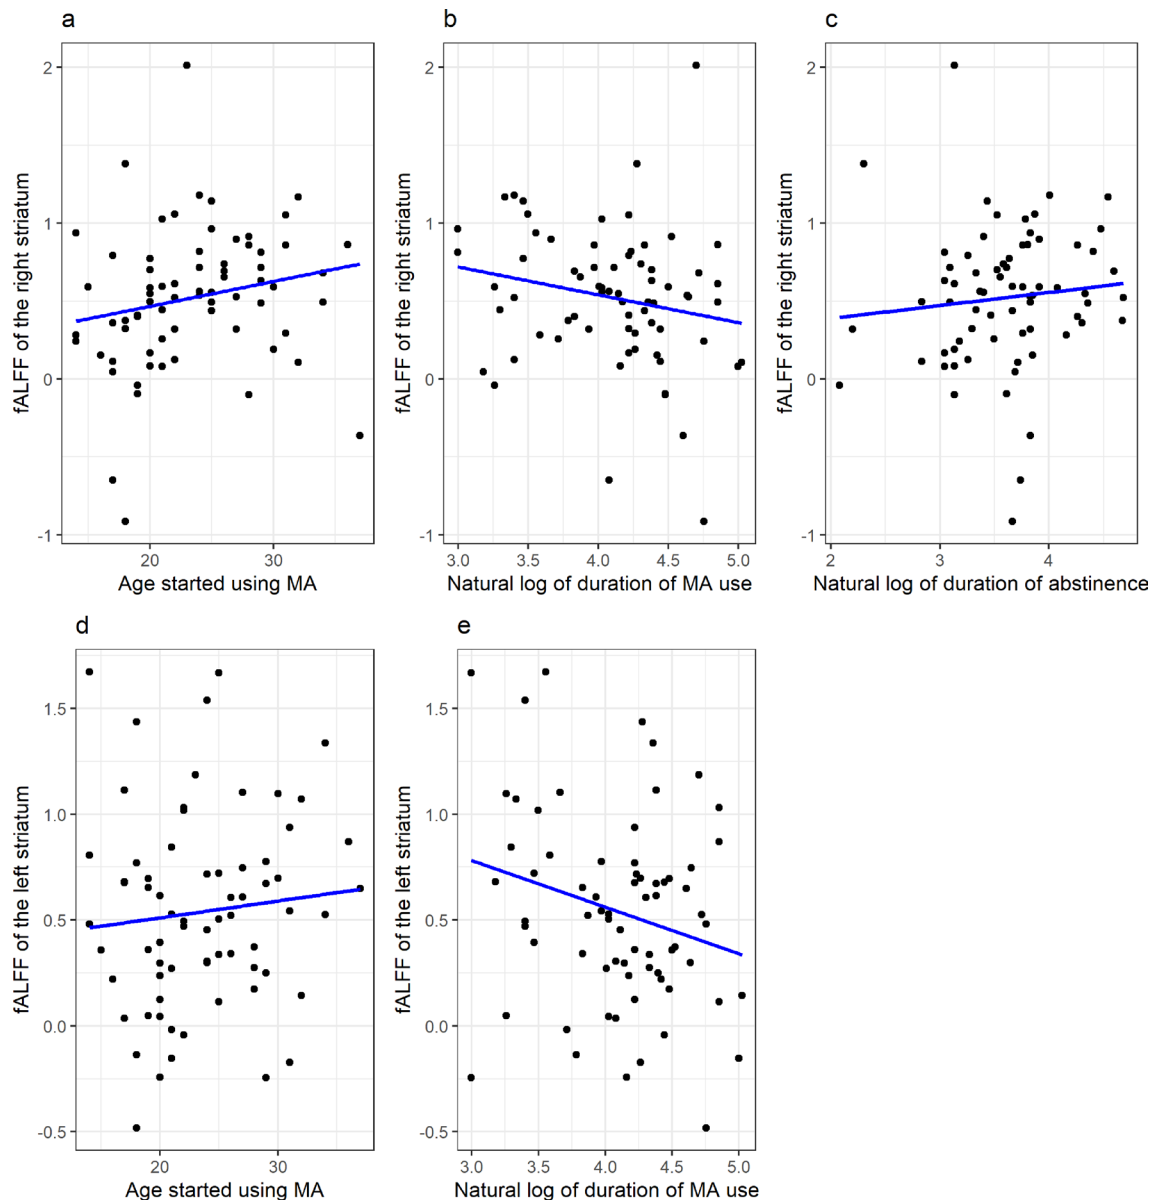 a
b
c
fALFF of the right striatum
2
1
0
-1
20
30
Age started using MA
fALFF of the right striatum
2
1
0
-1
3.0
3.5
4.0
4.5
5.0
Natural log of duration of MA use
fALFF of the right striatum
2
1
0
-1
2
3
4
Natural log of duration of abstinence
d
e
fALFF of the left striatum
1.5
1.0
0.5
0.0
-0.5
20
30
Age started using MA
fALFF of the left striatum
1.5
1.0
0.5
0.0
-0.5
3.0
3.5
4.0
4.5
5.0
Natural log of duration of MA use